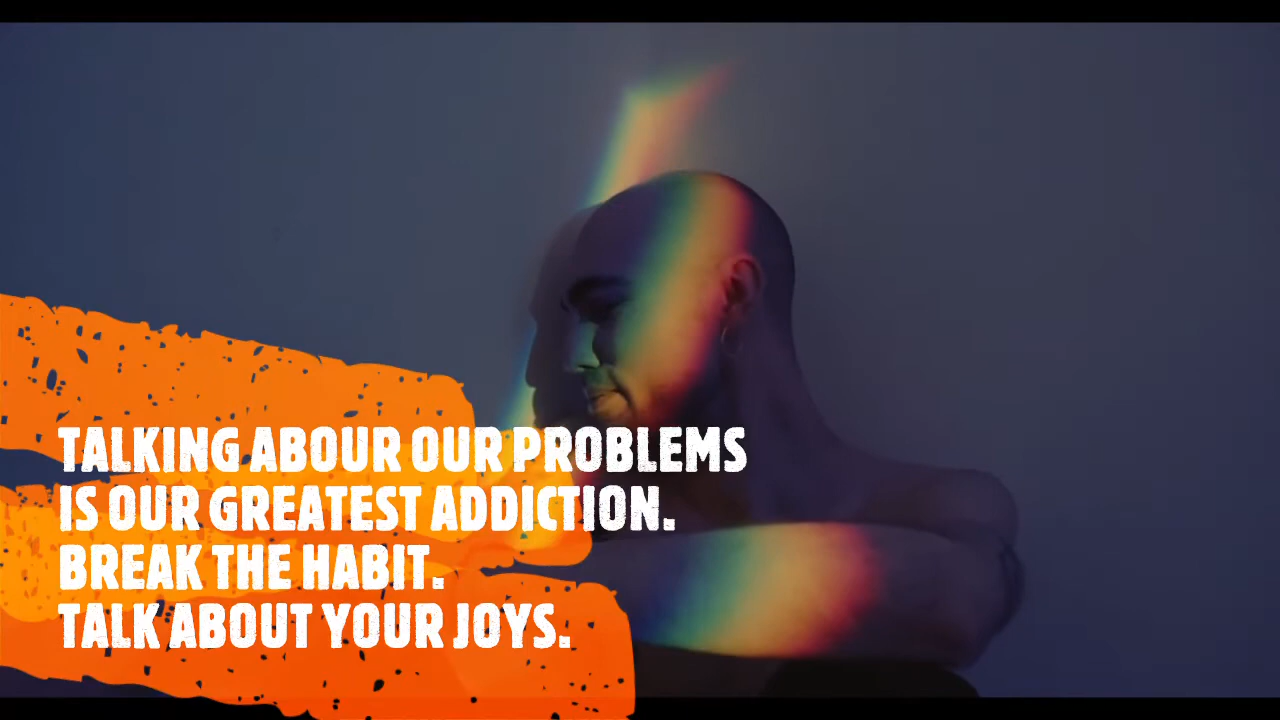 TALKING ABOUR OUR PROBLEMS
IS OUR GREATEST ADDICTION.
BREAK THE HABIT.
TALK ABOUT YOUR JOYS.